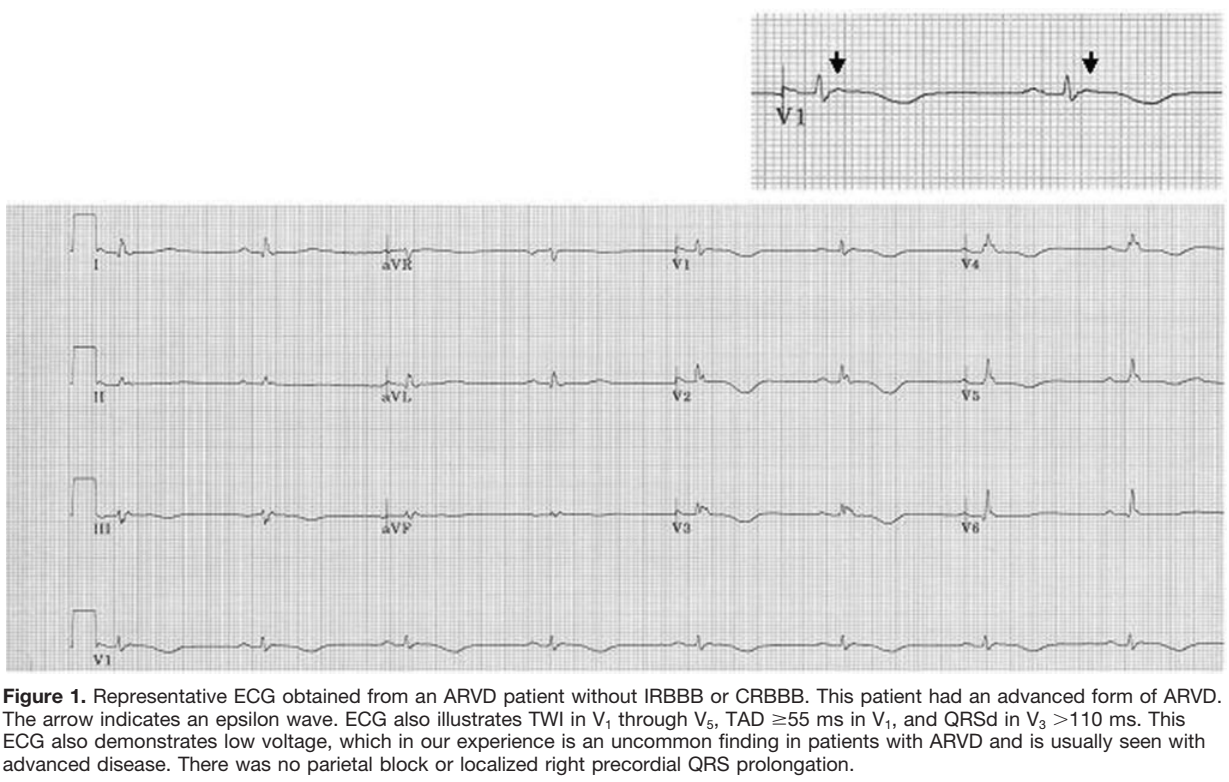 V1
I aVR V1 V4
II aVL V2 V5
III aVF V3 V6
V1
Figure 1. Representative ECG obtained from an ARVD patient without IRBBB or CRBBB. This patient had an advanced form of ARVD.
The arrow indicates an epsilon wave. ECG also illustrates TWI in V₁ through V₅, TAD ≥55 ms in V₁, and QRSd in V₃ >110 ms. This
ECG also demonstrates low voltage, which in our experience is an uncommon finding in patients with ARVD and is usually seen with
advanced disease. There was no parietal block or localized right precordial QRS prolongation.